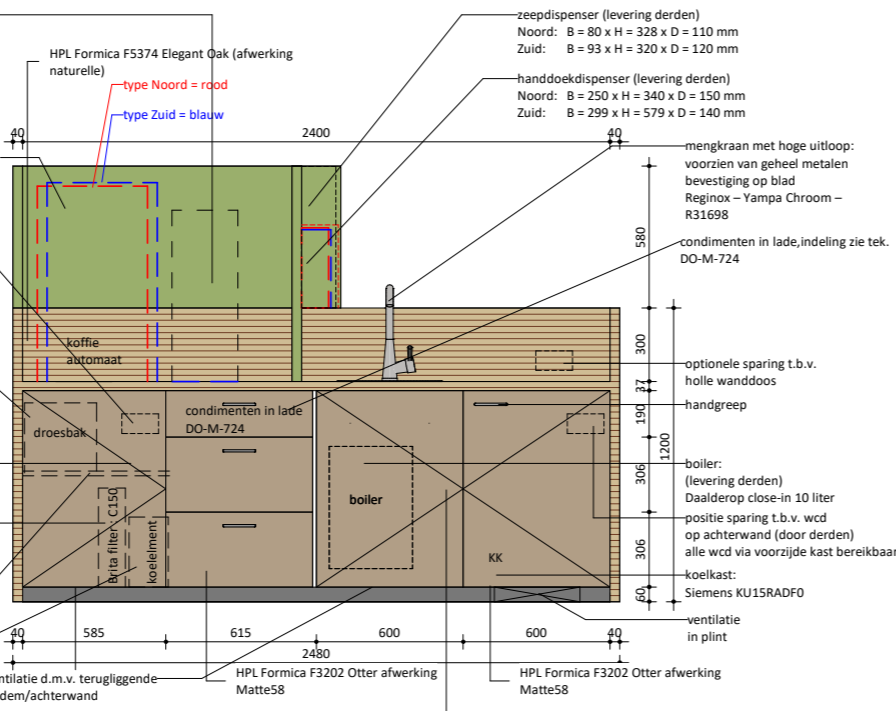 zeepdispenser (levering derden)
Noord: B = 80 x H = 328 x D = 110 mm
Zuid: B = 93 x H = 320 x D = 120 mm
HPL Formica F5374 Elegant Oak (afwerking
naturelle)
type Noord = rood
type Zuid = blauw
handdoekdispenser (levering derden)
Noord: B = 250 x H = 340 x D = 150 mm
Zuid: B = 299 x H = 579 x D = 140 mm
40
2400
40
mengkraan met hoge uitloop:
voorzien van geheel metalen
bevestiging op blad
Reginox – Yampa Chroom –
R31698
580
condimenten in lade,indeling zie tek.
DO-M-724
koffie
automaat
300
optionele sparing t.b.v.
holle wanddoos
37
handgreep
190
1200
droesbak
condimenten in lade
DO-M-724
boiler
boiler:
(levering derden)
Daalderop close-in 10 liter
306
positie sparing t.b.v. wcd
op achterwand (door derden)
alle wcd via voorzijde kast bereikbaar
Brita filter · C150
koelelment
KK
306
koelkast:
Siemens KU15RADF0
60
ventilatie
in plint
40
585
615
600
600
40
2480
ntilatie d.m.v. terugliggende
dem/achterwand
HPL Formica F3202 Otter afwerking
Matte58
HPL Formica F3202 Otter afwerking
Matte58